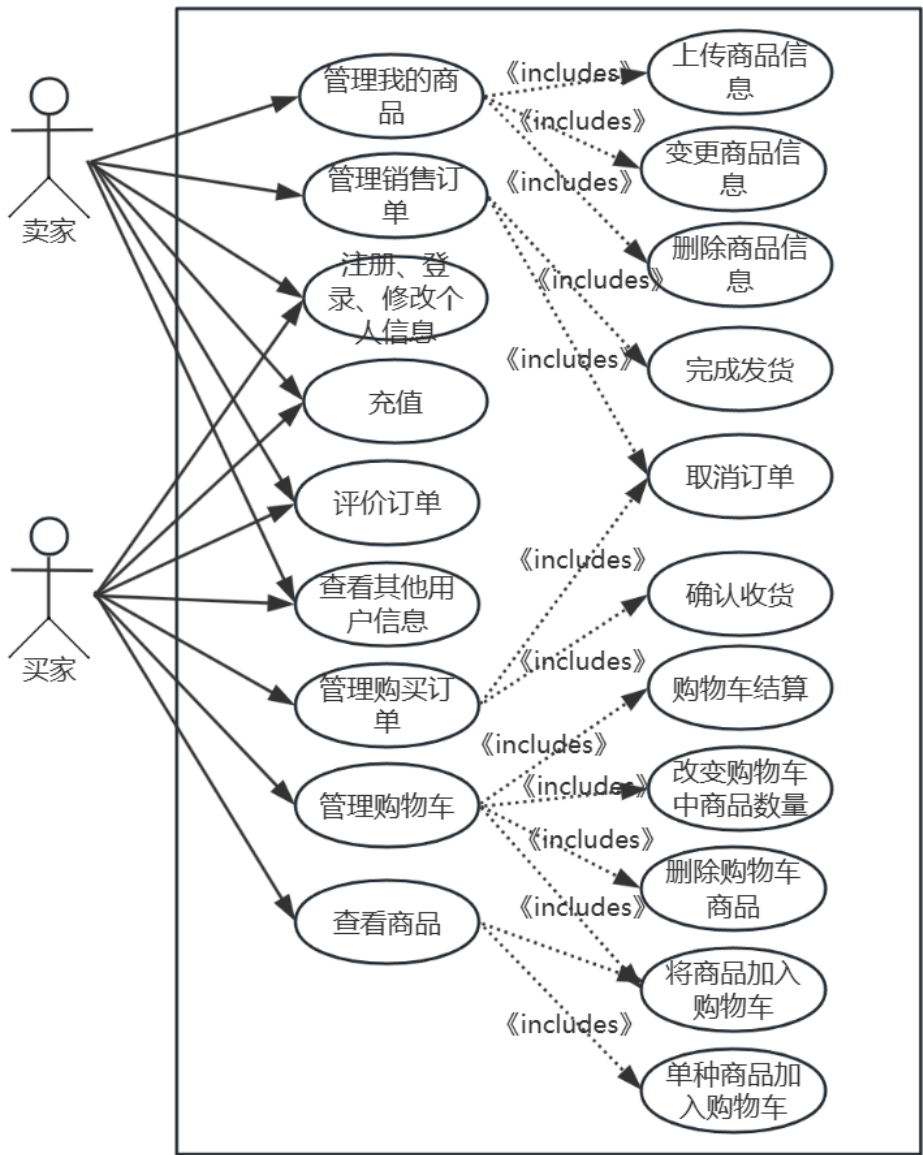 管理我的商
品
《includes》
上传商品信
息
《includes》
变更商品信
息
卖家
管理销售订
单
《includes》
删除商品信
息
注册、登
录、修改个
人信息
《includes》
完成发货
充值
《includes》
取消订单
评价订单
《includes》
确认收货
买家
查看其他用
户信息
管理购买订
单
《includes》
购物车结算
《includes》
管理购物车
《includes》
改变购物车
中商品数量
《includes》
删除购物车
商品
查看商品
《includes》
将商品加入
购物车
《includes》
单种商品加
入购物车